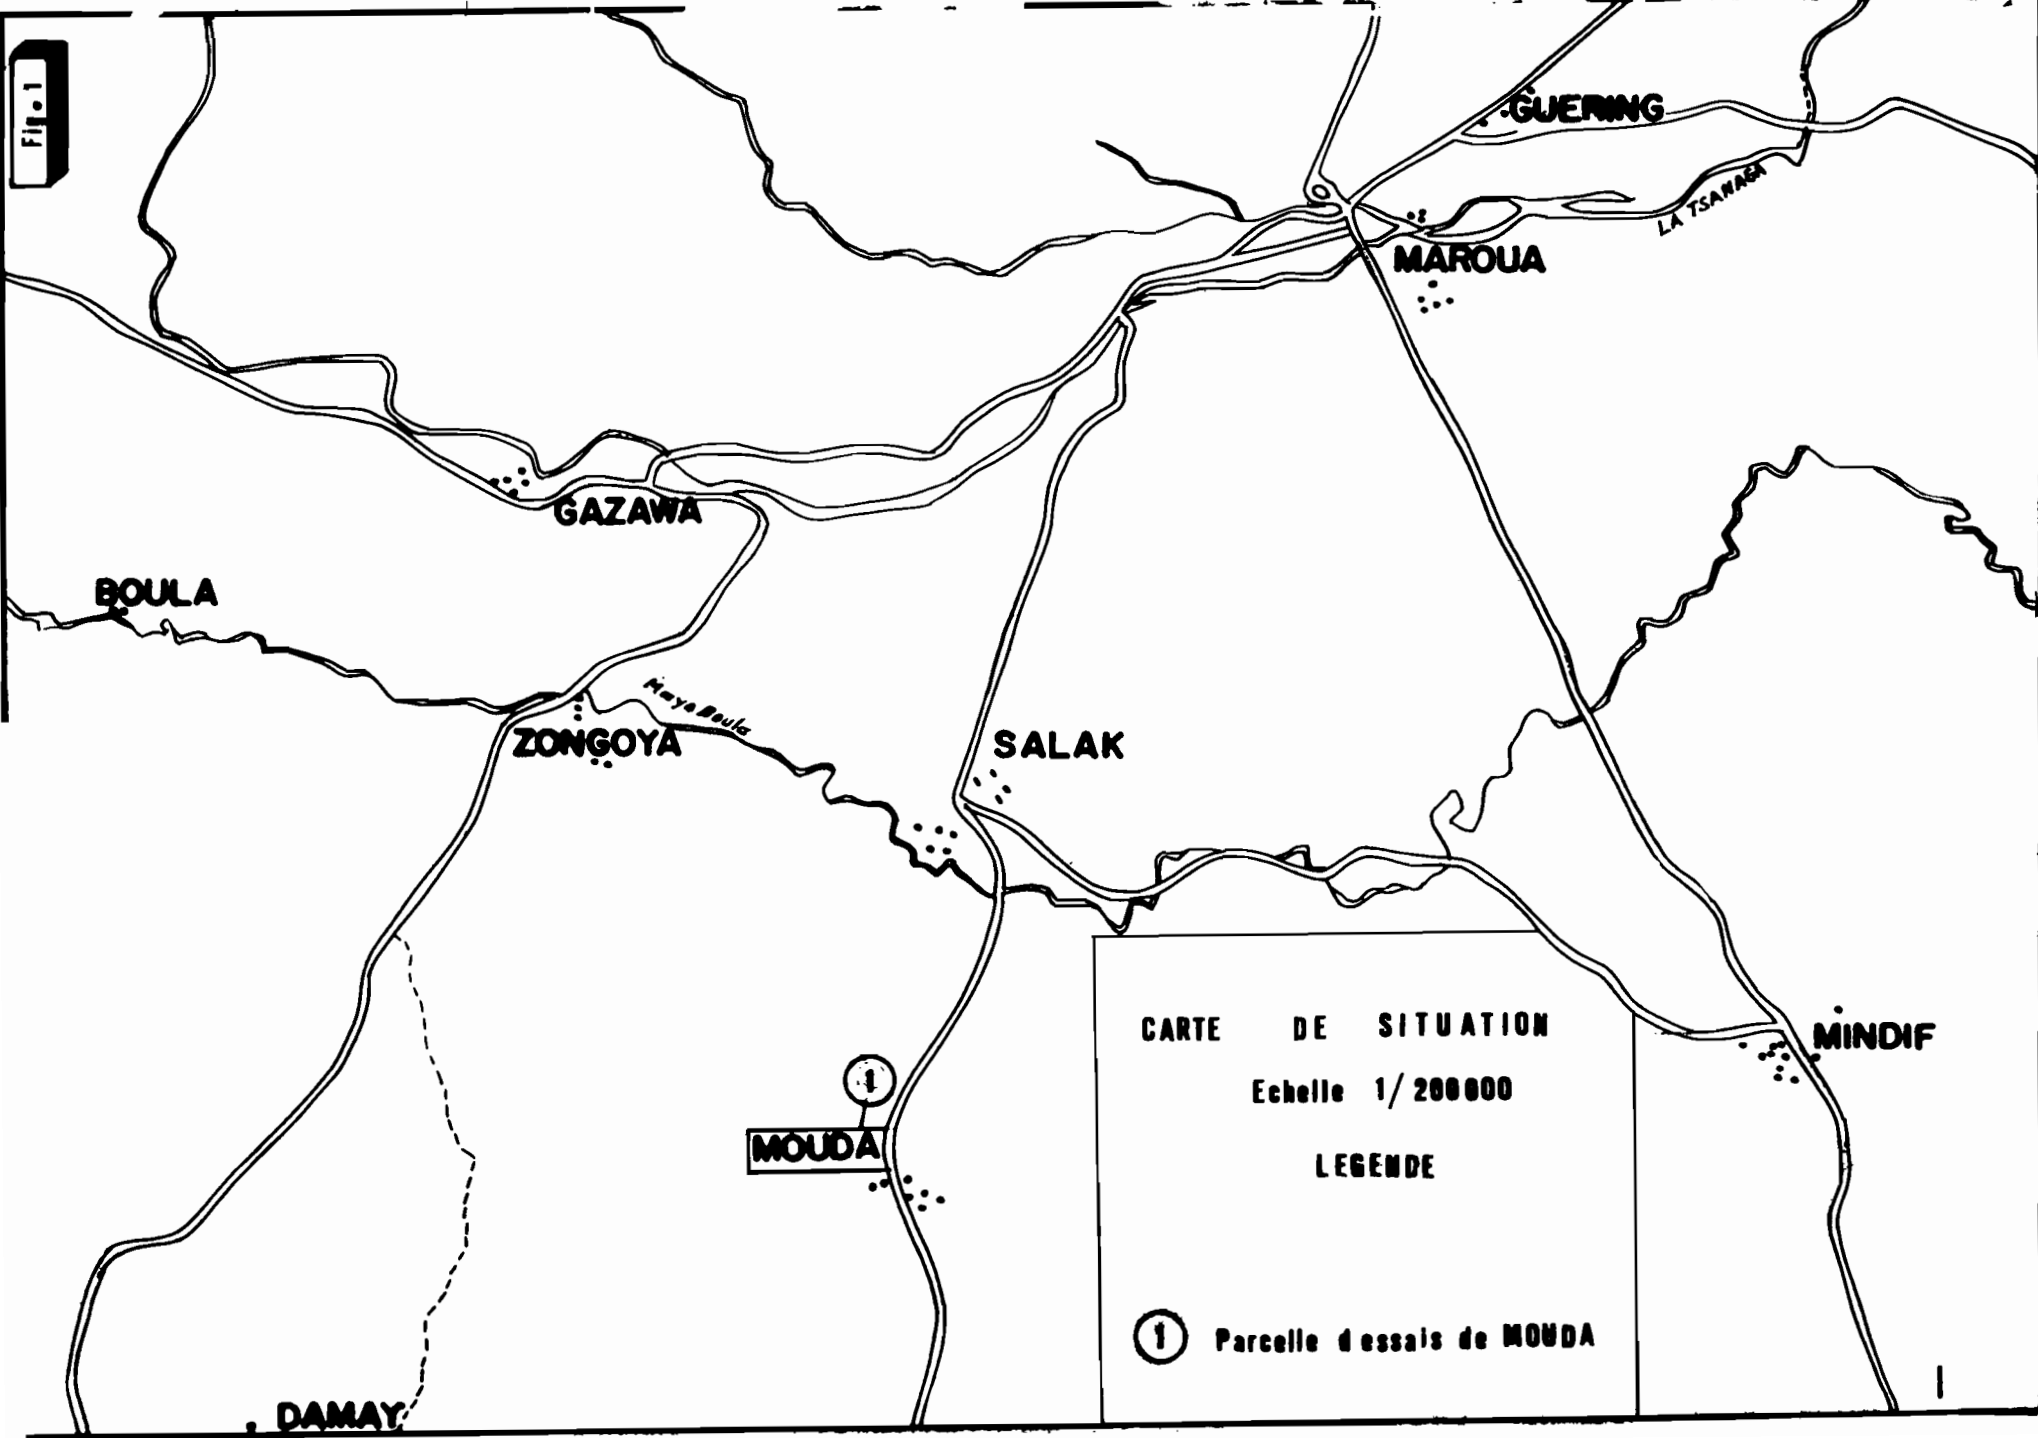 Fig.1
GUERING
LA TSANAGA
MAROUA
GAZAWA
BOULA
Mayo Boula
ZONGOYA
SALAK
1
MOUDA
MINDIF
DAMAY
CARTE DE SITUATION
Echelle 1/200000
LEGENDE
1 Parcelle d essais de MOUDA